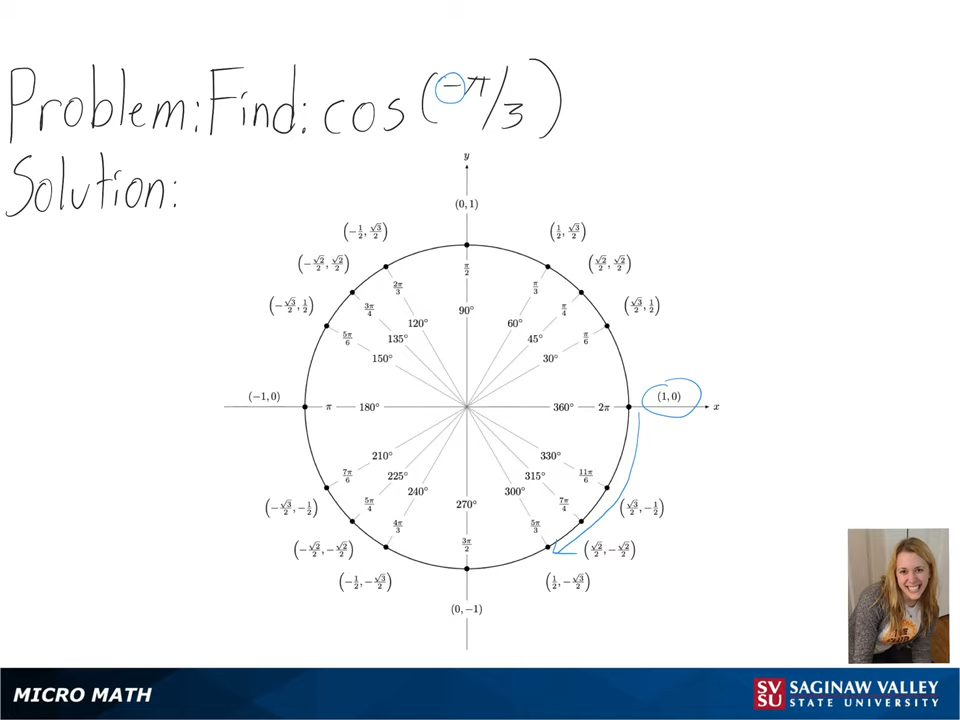 Problem: Find: cos(-π/3)
Solution:
y
(0, 1)
(-1/2, √3/2) (1/2, √3/2)
(-√2/2, √2/2) (√2/2, √2/2)
(-√3/2, 1/2) (√3/2, 1/2)
π/2
2π/3 π/3
3π/4 90° π/4
120° 60°
5π/6 135° 45° π/6
150° 30°
(-1, 0) (1, 0)
π 180° 360° 2π x
210° 330°
7π/6 225° 315° 11π/6
240° 300°
5π/4 270° 7π/4
(-√3/2, -1/2) (√3/2, -1/2)
4π/3 5π/3
3π/2
(-√2/2, -√2/2) (√2/2, -√2/2)
(-1/2, -√3/2) (1/2, -√3/2)
(0, -1)
MICRO MATH
SV SAGINAW VALLEY
SU STATE UNIVERSITY